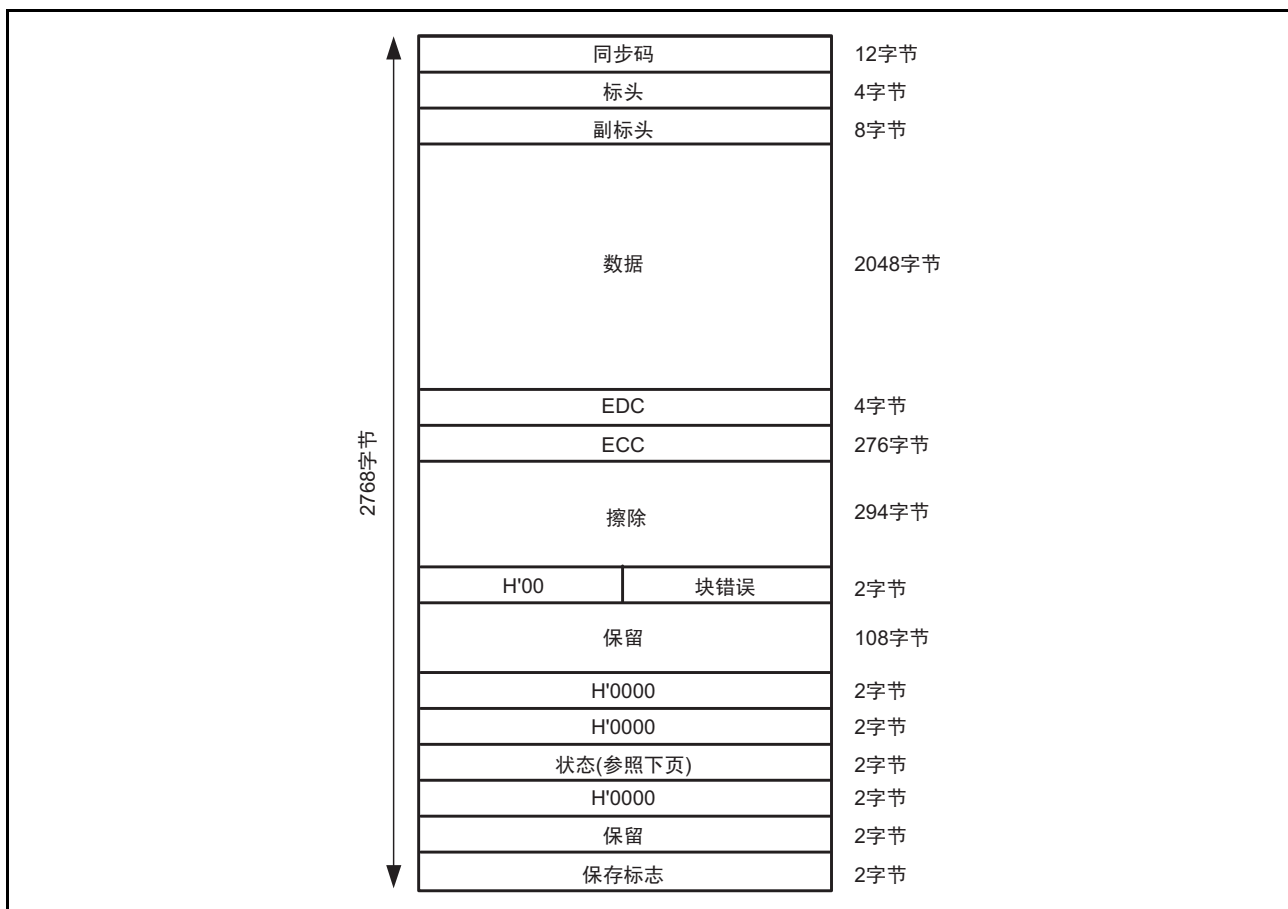 同步码 12字节
标头 4字节
副标头 8字节
数据 2048字节
EDC 4字节
ECC 276字节
2768字节
擦除 294字节
H'00 块错误 2字节
保留 108字节
H'0000 2字节
H'0000 2字节
状态(参照下页) 2字节
H'0000 2字节
保留 2字节
保存标志 2字节